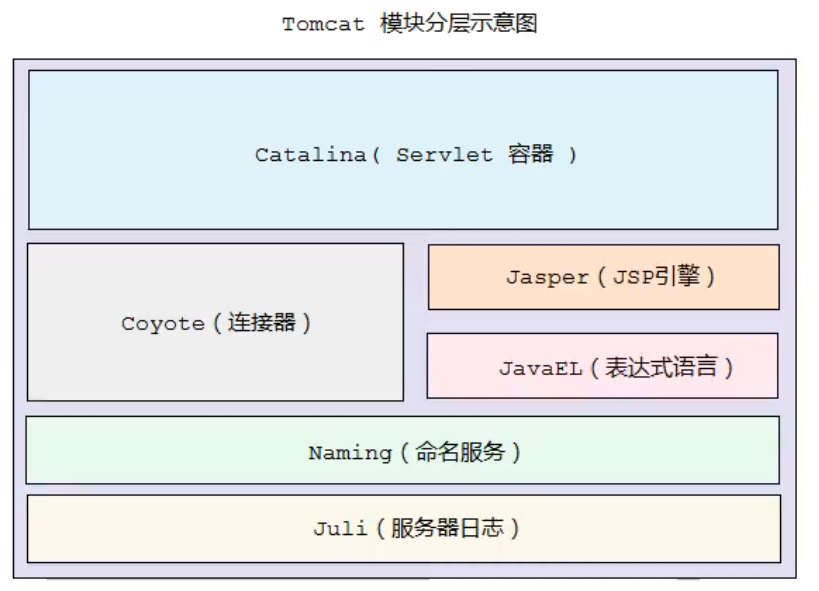 Tomcat 模块分层示意图
Catalina( Servlet 容器 )
Coyote（连接器）
Jasper（JSP引擎）
JavaEL（表达式语言）
Naming（命名服务）
Juli（服务器日志）